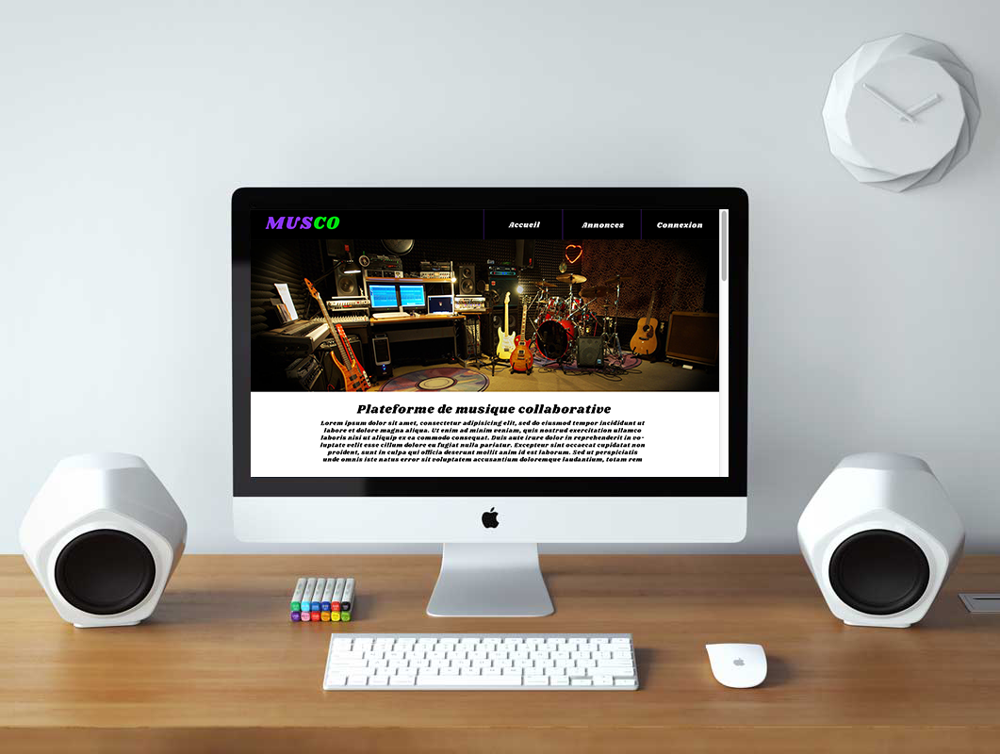 MUSCO
Accueil
Annonces
Connexion
Plateforme de musique collaborative
Lorem ipsum dolor sit amet, consectetur adipisicing elit, sed do eiusmod tempor incididunt ut
labore et dolore magna aliqua. Ut enim ad minim veniam, quis nostrud exercitation ullamco
laboris nisi ut aliquip ex ea commodo consequat. Duis aute irure dolor in reprehenderit in vo-
luptate velit esse cillum dolore eu fugiat nulla pariatur. Excepteur sint occaecat cupidatat non
proident, sunt in culpa qui officia deserunt mollit anim id est laborum. Sed ut perspiciatis
unde omnis iste natus error sit voluptatem accusantium doloremque laudantium, totam rem